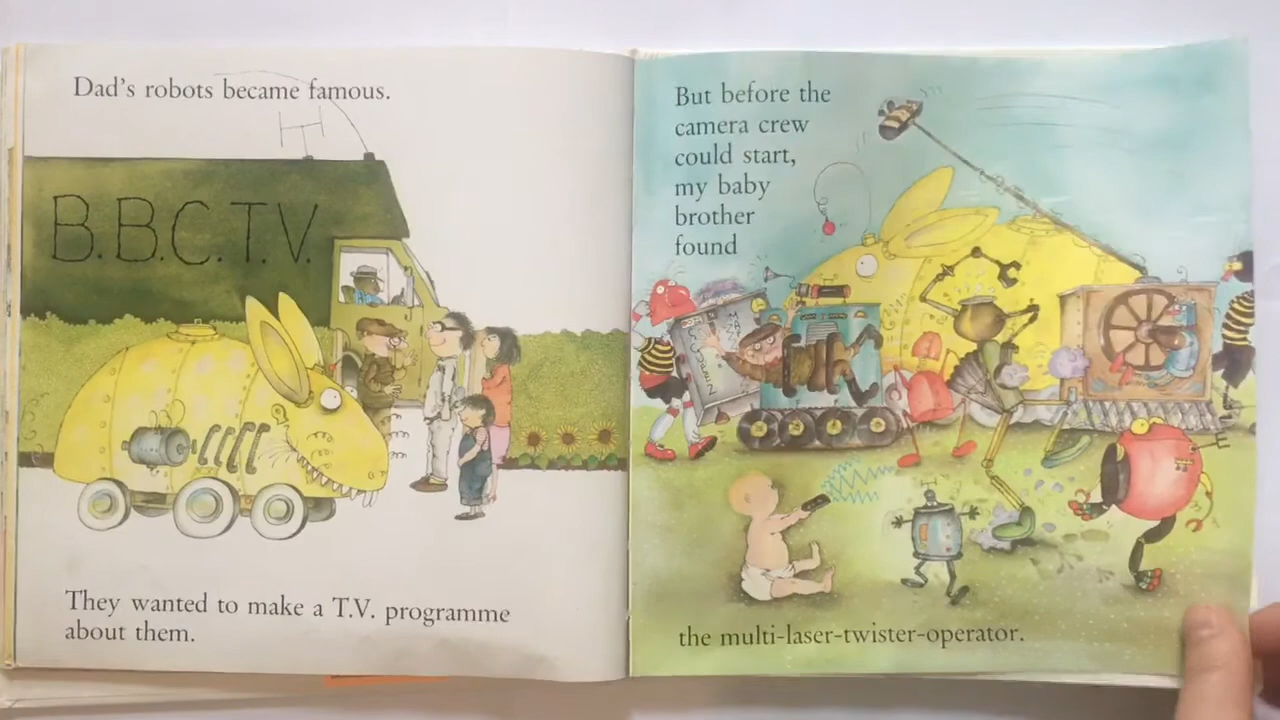 Dad's robots became famous.
B.B.C.T.V.
They wanted to make a T.V. programme
about them.
But before the
camera crew
could start,
my baby
brother
found
the multi-laser-twister-operator.